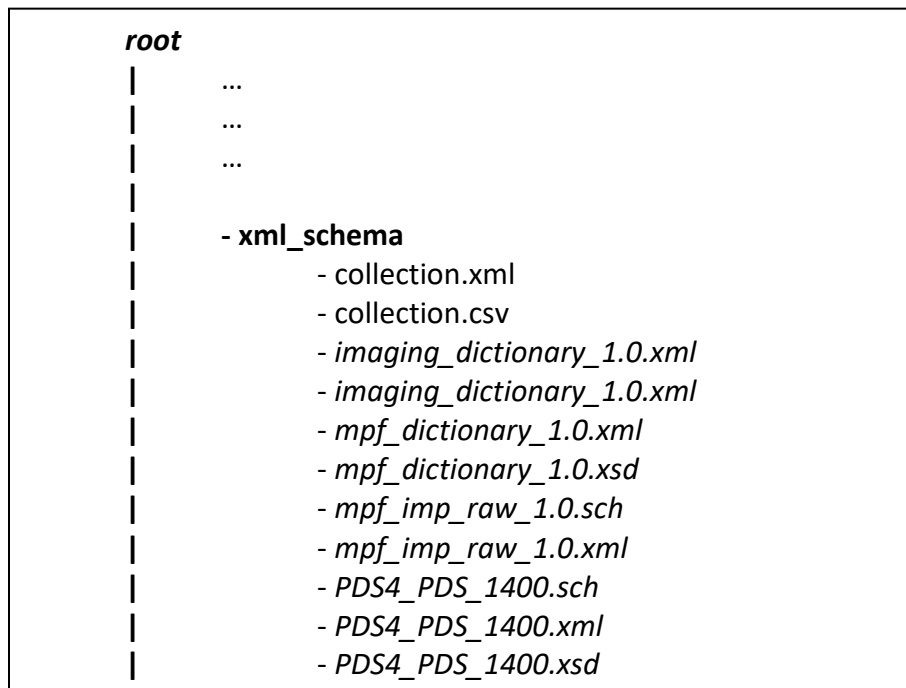 root
| ...
| ...
| ...
|
| - xml_schema
| - collection.xml
| - collection.csv
| - imaging_dictionary_1.0.xml
| - imaging_dictionary_1.0.xml
| - mpf_dictionary_1.0.xml
| - mpf_dictionary_1.0.xsd
| - mpf_imp_raw_1.0.sch
| - mpf_imp_raw_1.0.xml
| - PDS4_PDS_1400.sch
| - PDS4_PDS_1400.xml
| - PDS4_PDS_1400.xsd